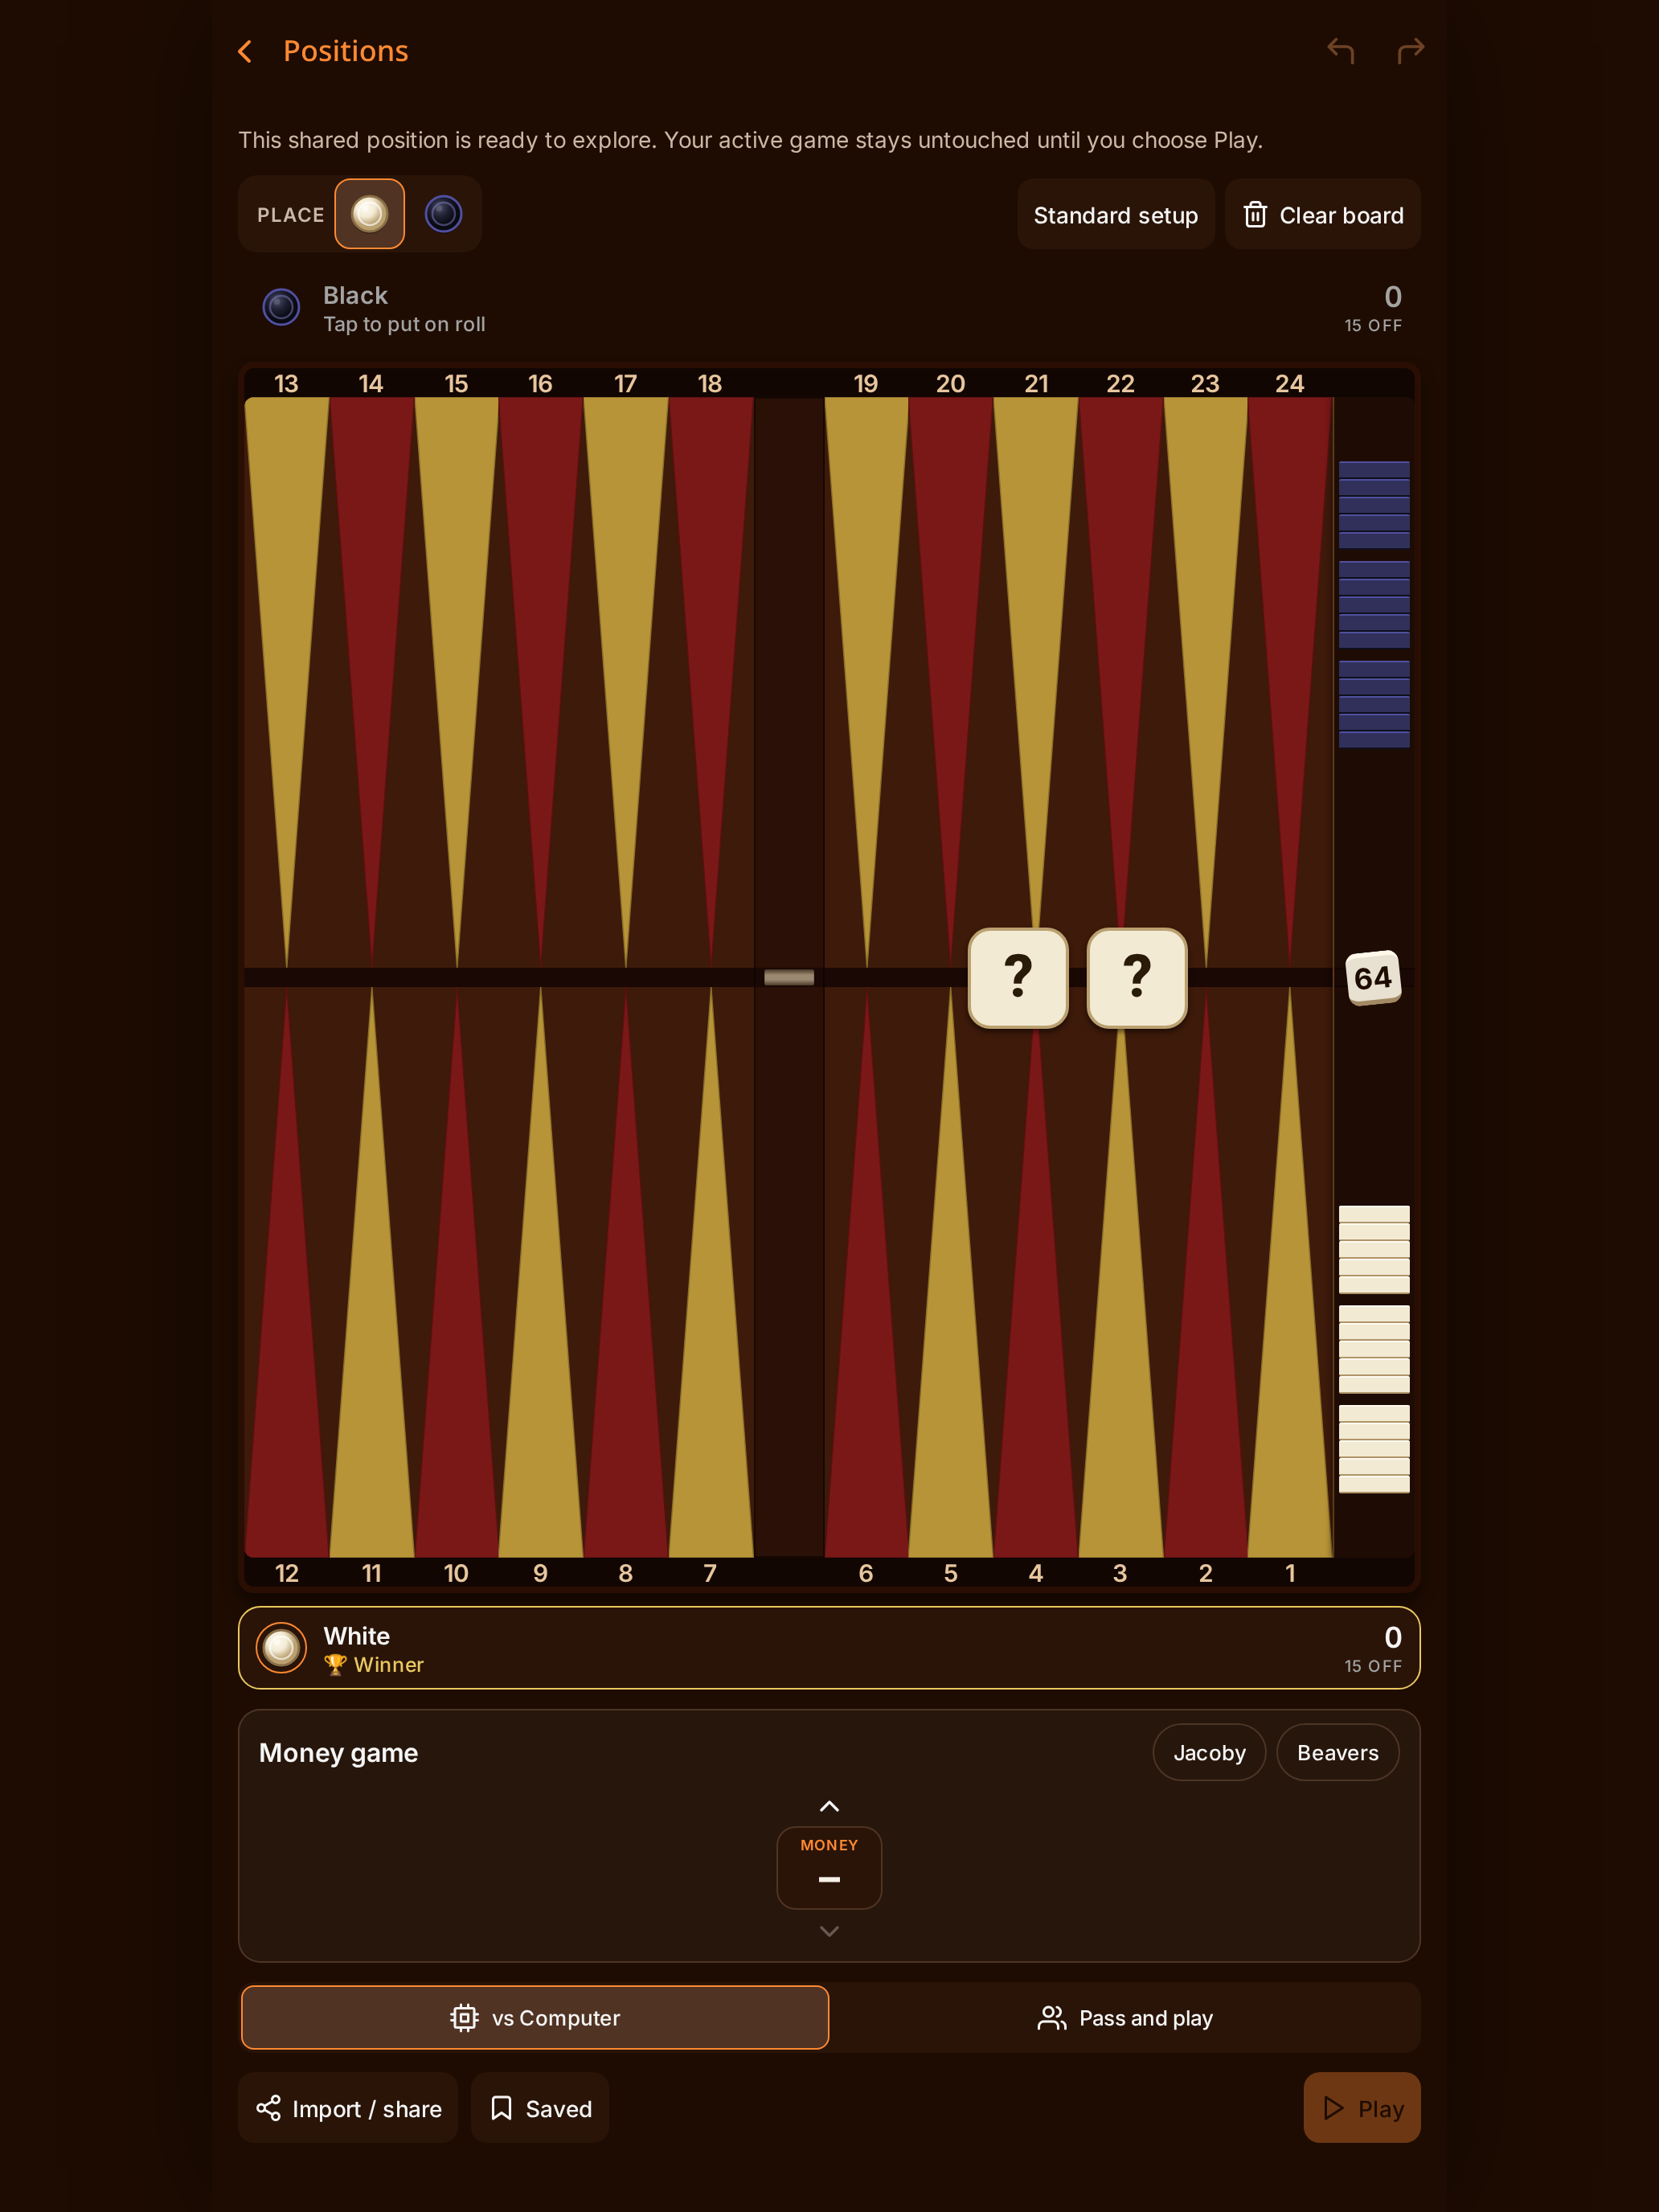 Positions
This shared position is ready to explore. Your active game stays untouched until you choose Play.
PLACE
Standard setup
Clear board
Black
Tap to put on roll
0
15 OFF
13 14 15 16 17 18 19 20 21 22 23 24
? ? 64
12 11 10 9 8 7 6 5 4 3 2 1
White
🏆 Winner
0
15 OFF
Money game
Jacoby
Beavers
MONEY
–
vs Computer
Pass and play
Import / share
Saved
Play